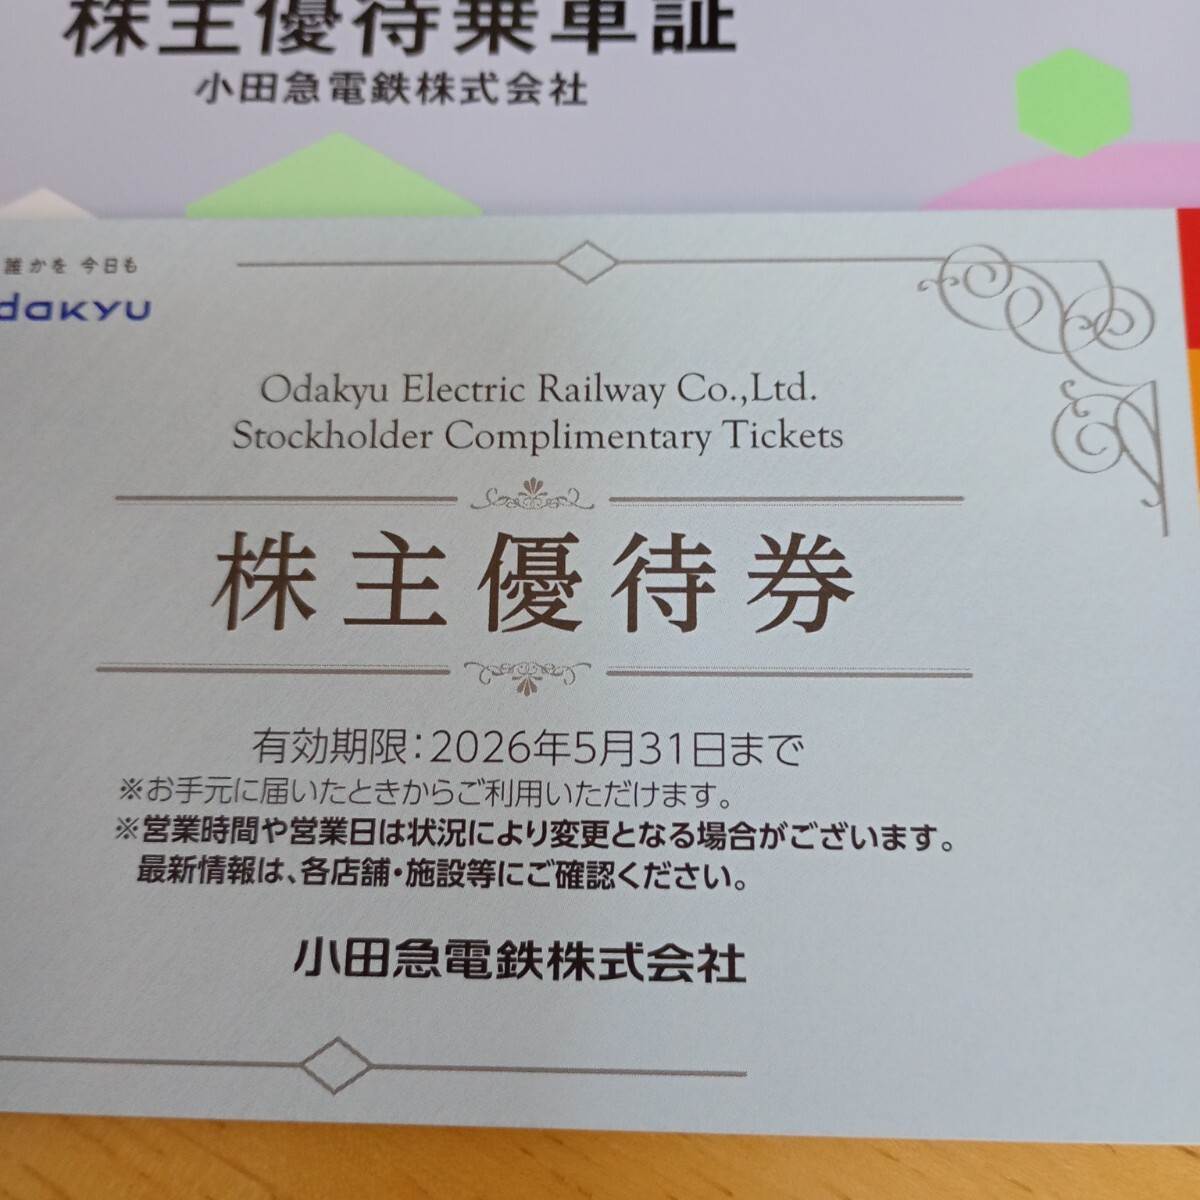 株主優待乗車証
小田急電鉄株式会社
誰かを 今日も
dakyu
Odakyu Electric Railway Co.,Ltd.
Stockholder Complimentary Tickets
株主優待券
有効期限：2026年5月31日まで
※お手元に届いたときからご利用いただけます。
※営業時間や営業日は状況により変更となる場合がございます。
最新情報は、各店舗・施設等にご確認ください。
小田急電鉄株式会社